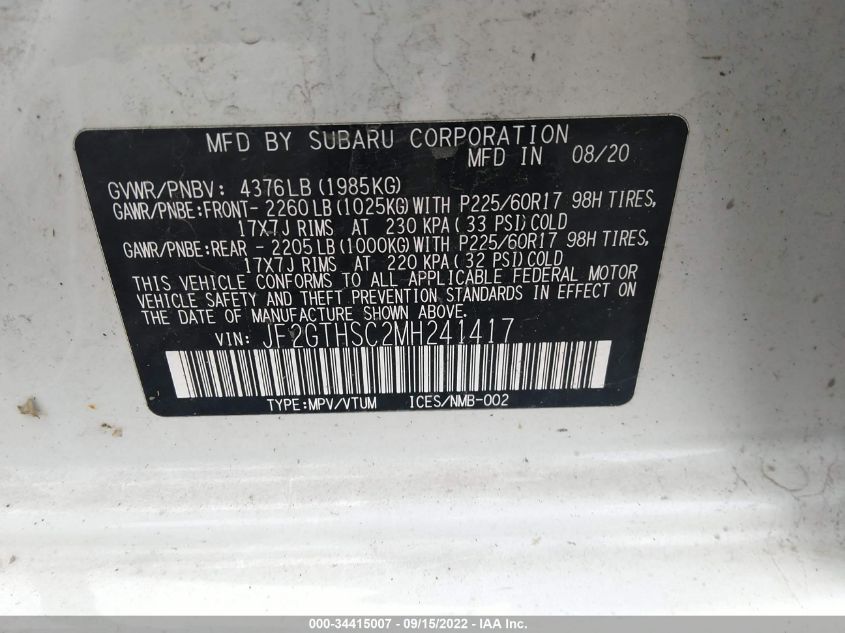 MFD BY SUBARU CORPORATION
MFD IN 08/20
GVWR/PNBV: 4376LB (1985KG)
GAWR/PNBE:FRONT- 2260 LB (1025KG) WITH P225/60R17 98H TIRES,
17X7J RIMS AT 230 KPA ( 33 PSI) COLD
GAWR/PNBE:REAR - 2205 LB (1000KG) WITH P225/60R17 98H TIRES,
17X7J RIMS AT 220 KPA ( 32 PSI) COLD
THIS VEHICLE CONFORMS TO ALL APPLICABLE FEDERAL MOTOR
VEHICLE SAFETY AND THEFT PREVENTION STANDARDS IN EFFECT ON
THE DATE OF MANUFACTURE SHOWN ABOVE.
VIN: JF2GTHSC2MH241417
TYPE:MPV/VTUM ICES/NMB-002
000-34415007 - 09/15/2022 - IAA Inc.